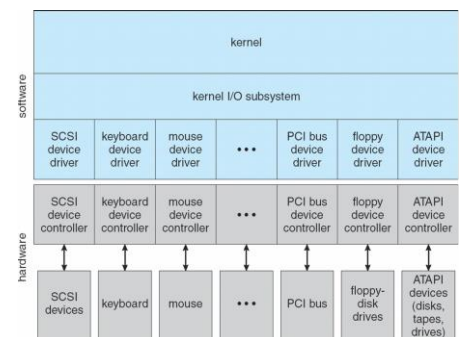 kernel
software
kernel I/O subsystem
SCSI
device
driver
keyboard
device
driver
mouse
device
driver
•••
PCI bus
device
driver
floppy
device
driver
ATAPI
device
driver
hardware
SCSI
device
controller
keyboard
device
controller
mouse
device
controller
•••
PCI bus
device
controller
floppy
device
controller
ATAPI
device
controller
SCSI
devices
keyboard
mouse
•••
PCI bus
floppy-
disk
drives
ATAPI
devices
(disks,
tapes,
drives)